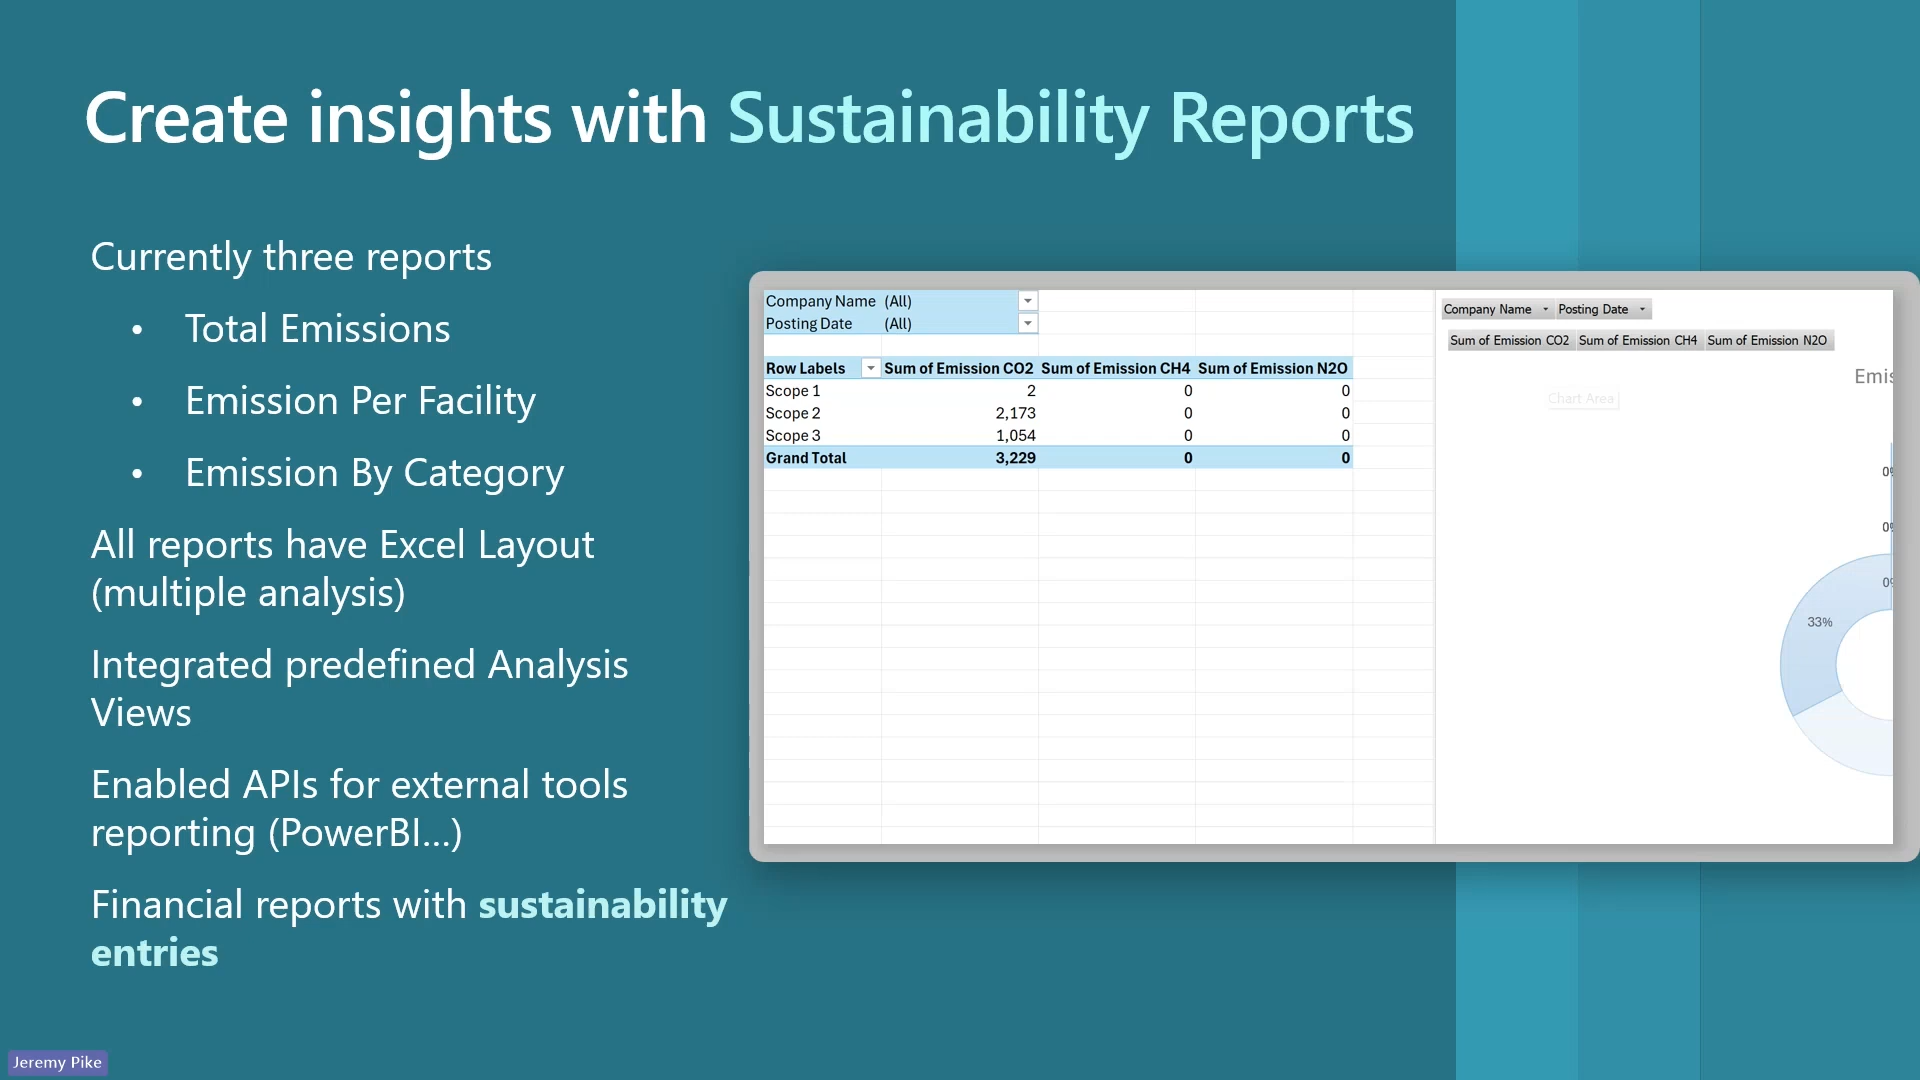 Create insights with Sustainability Reports
Currently three reports
• Total Emissions
• Emission Per Facility
• Emission By Category
All reports have Excel Layout
(multiple analysis)
Integrated predefined Analysis
Views
Enabled APIs for external tools
reporting (PowerBI...)
Financial reports with sustainability
entries
Company Name (All)
Posting Date (All)
Row Labels Sum of Emission CO2 Sum of Emission CH4 Sum of Emission N2O
Scope 1 2 0 0
Scope 2 2,173 0 0
Scope 3 1,054 0 0
Grand Total 3,229 0 0
Company Name Posting Date
Sum of Emission CO2 Sum of Emission CH4 Sum of Emission N2O
Chart Area
33%
Jeremy Pike